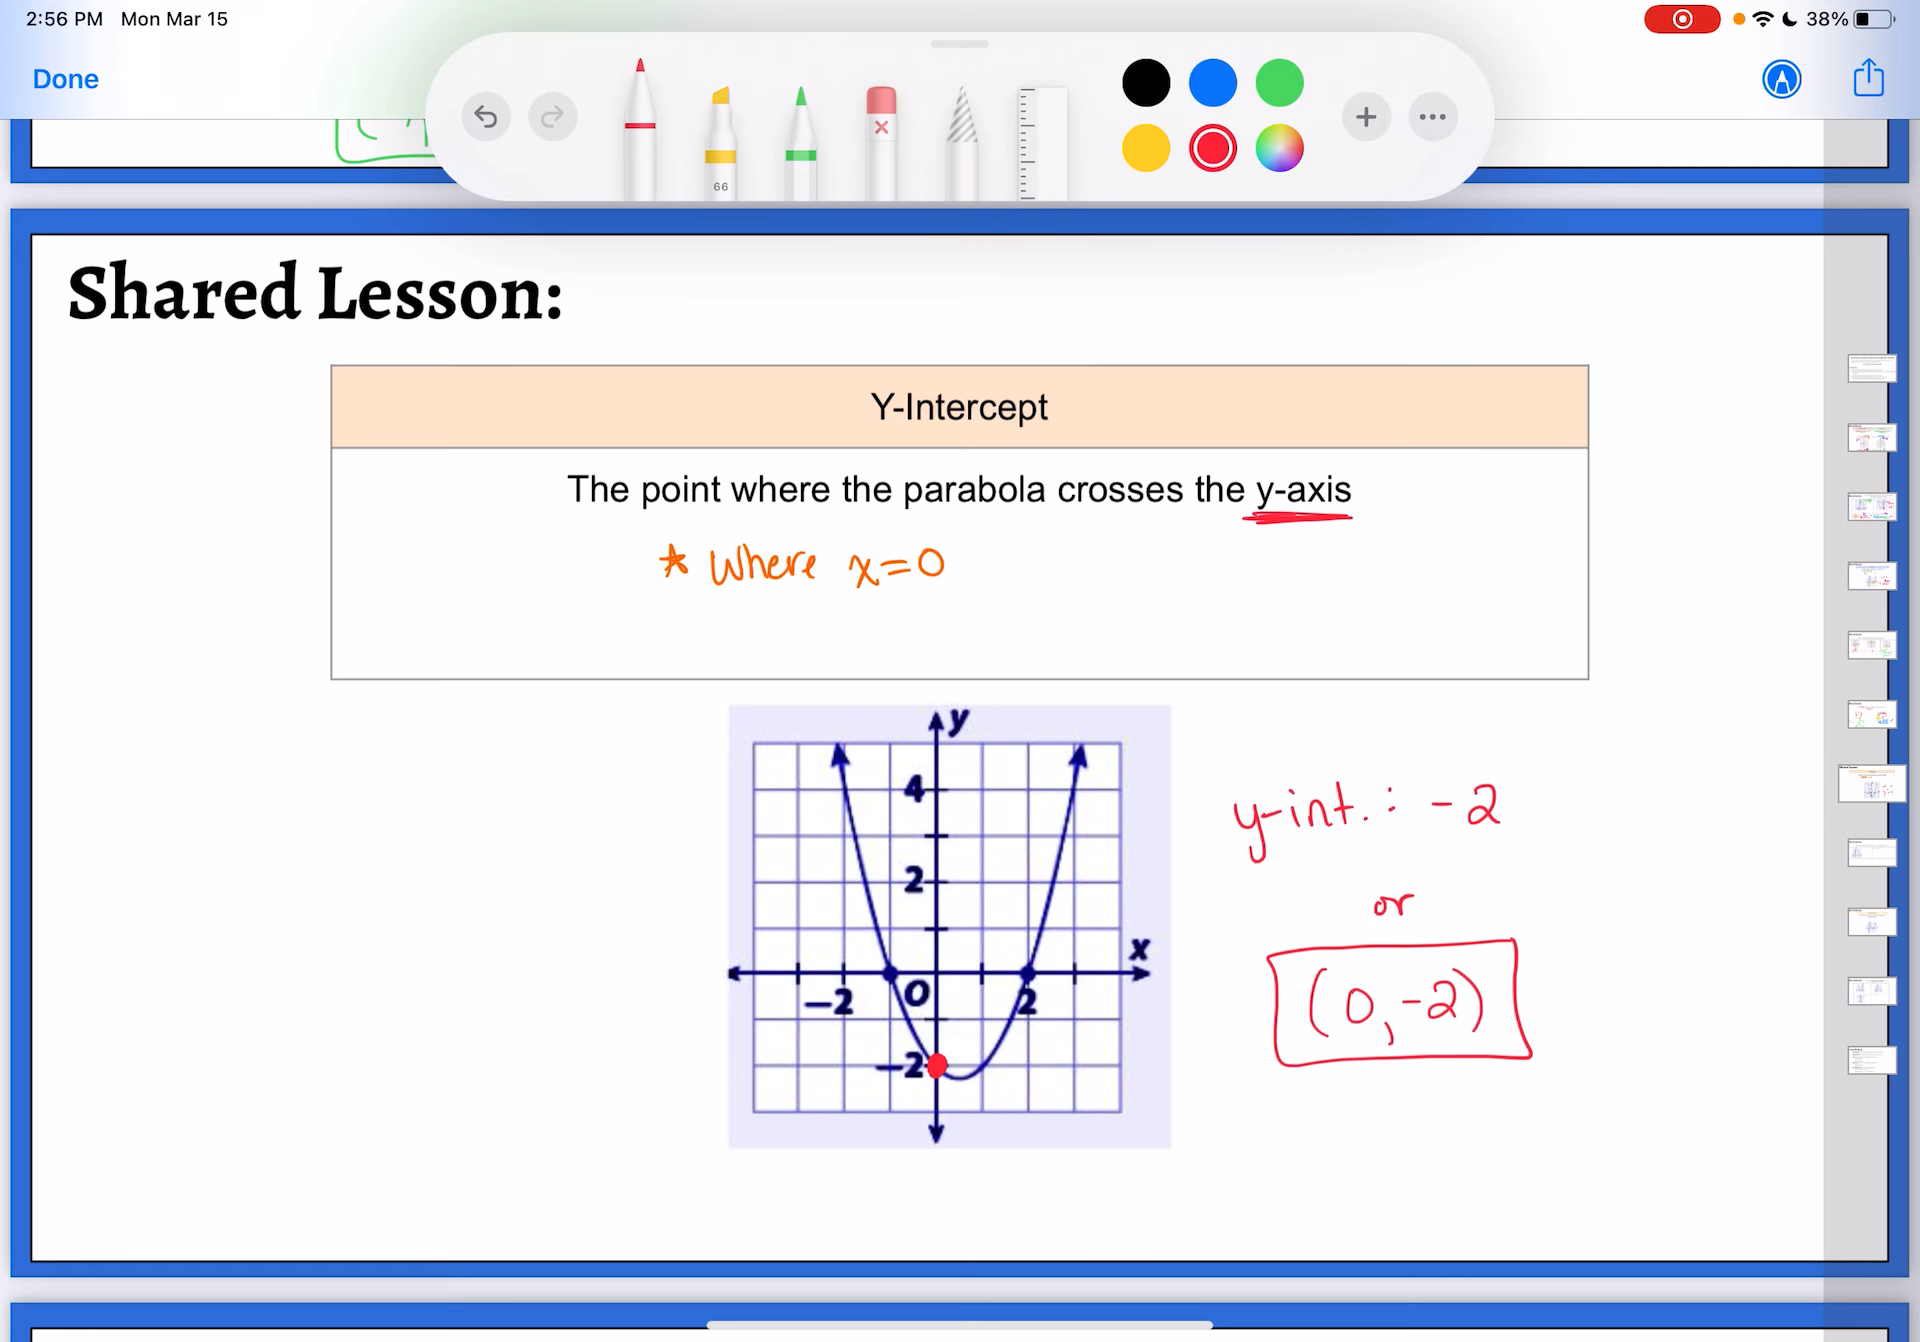 2:56 PM Mon Mar 15
38%
Done
66
Shared Lesson:
Y-Intercept
The point where the parabola crosses the y-axis
* Where x=0
y
4
2
x
-2 0 2
-2
y-int. : -2
or
(0,-2)